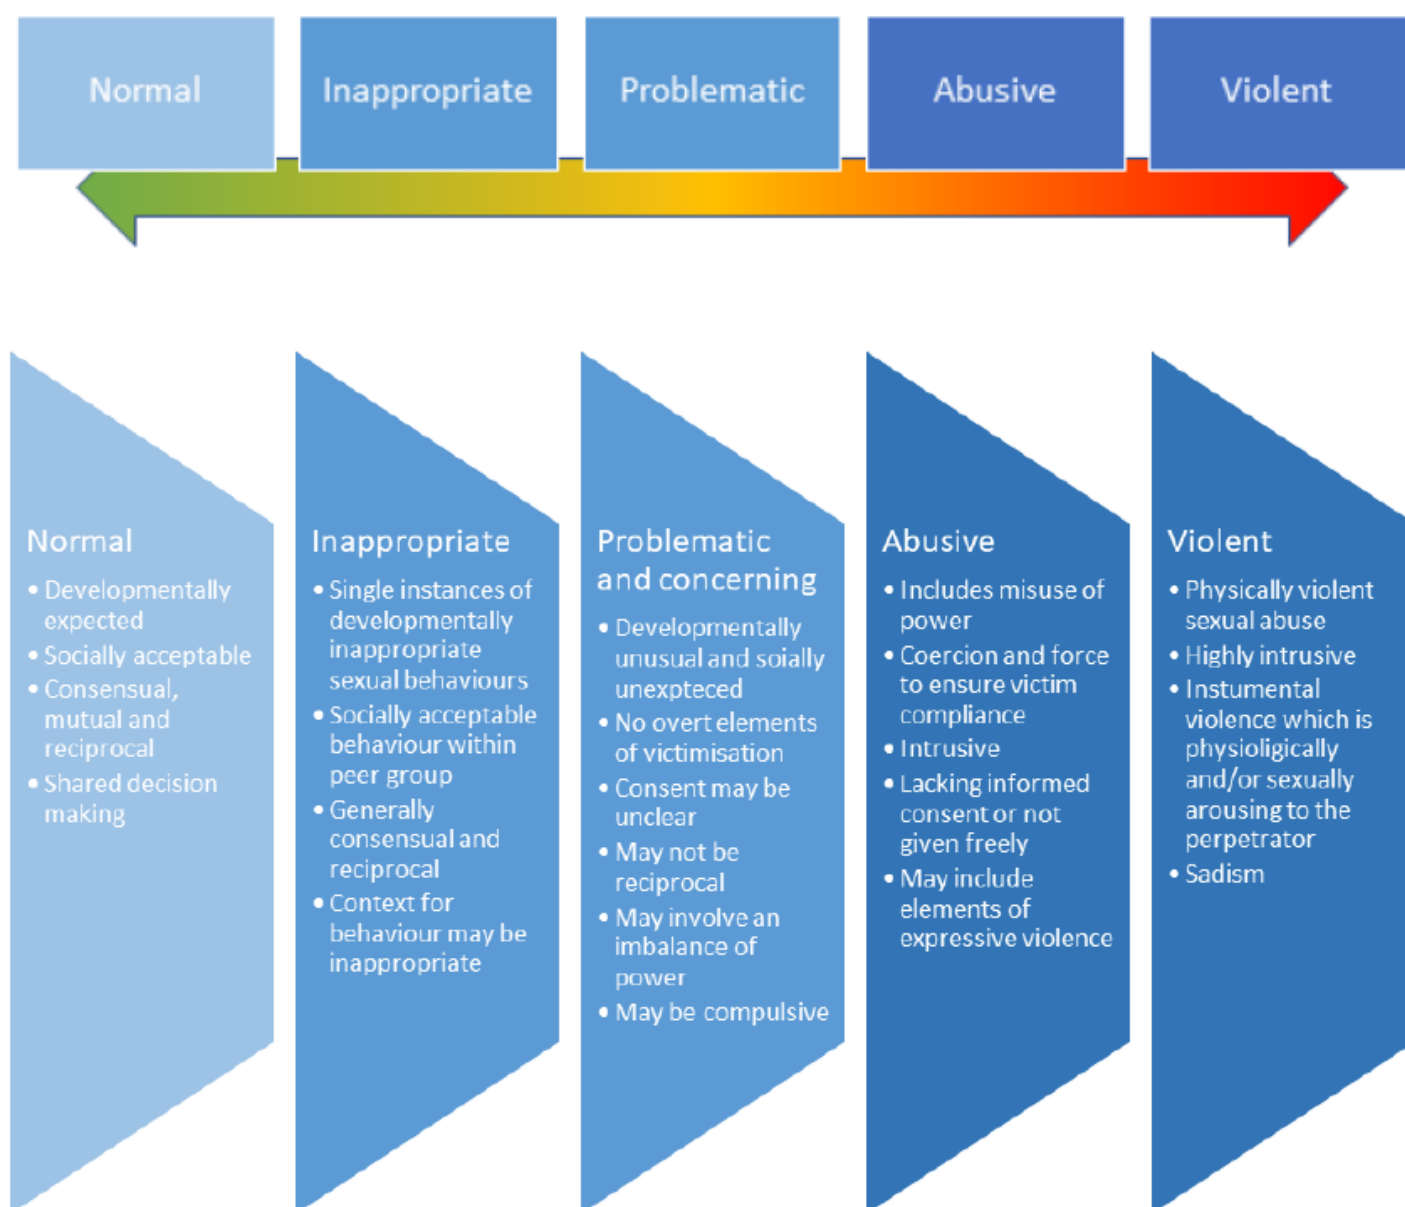 Normal
Inappropriate
Problematic
Abusive
Violent
Normal
• Developmentally
expected
• Socially acceptable
• Consensual,
mutual and
reciprocal
• Shared decision
making
Inappropriate
• Single instances of
developmentally
inappropriate
sexual behaviours
• Socially acceptable
behaviour within
peer group
• Generally
consensual and
reciprocal
• Context for
behaviour may be
inappropriate
Problematic
and concerning
• Developmentally
unusual and soially
unexpteced
• No overt elements
of victimisation
• Consent may be
unclear
• May not be
reciprocal
• May involve an
imbalance of
power
• May be compulsive
Abusive
• Includes misuse of
power
• Coercion and force
to ensure victim
compliance
• Intrusive
• Lacking informed
consent or not
given freely
• May include
elements of
expressive violence
Violent
• Physically violent
sexual abuse
• Highly intrusive
• Instumental
violence which is
physioligically
and/or sexually
arousing to the
perpetrator
• Sadism